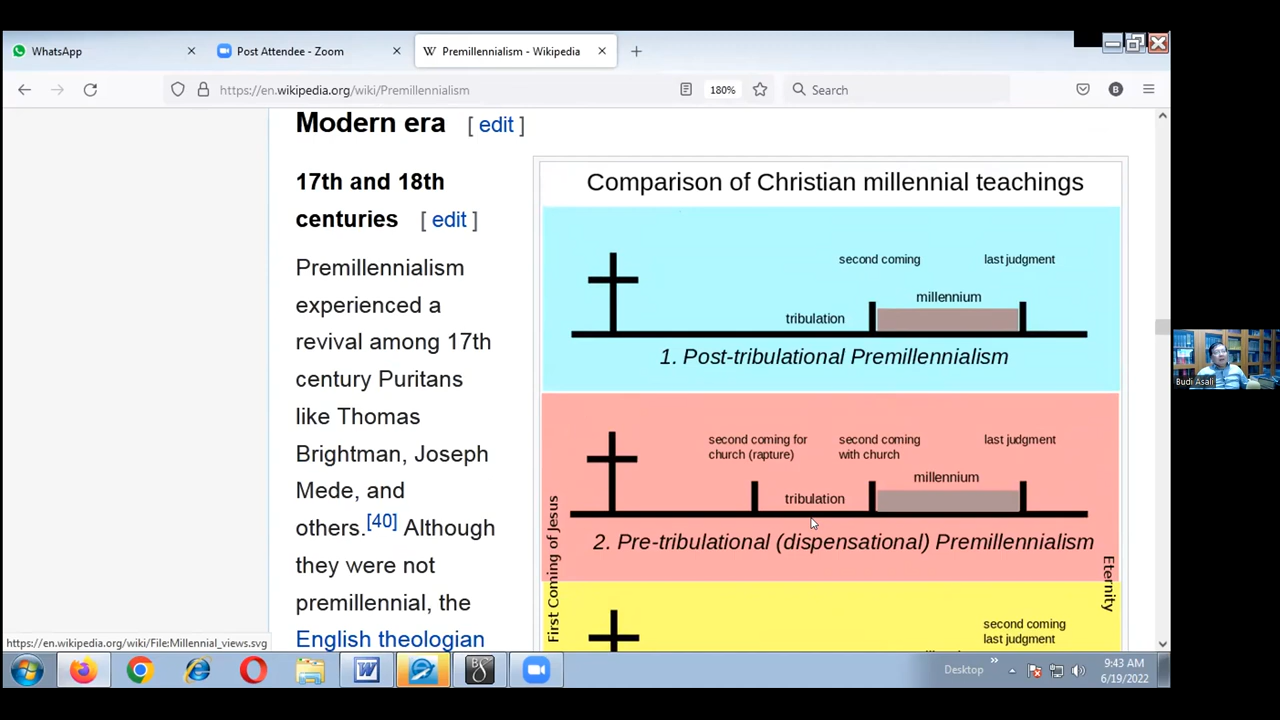 WhatsApp
Post Attendee - Zoom
Premillennialism - Wikipedia
https://en.wikipedia.org/wiki/Premillennialism
180%
Search
B
Modern era [ edit ]
17th and 18th
centuries [ edit ]
Premillennialism
experienced a
revival among 17th
century Puritans
like Thomas
Brightman, Joseph
Mede, and
others.[40] Although
they were not
premillennial, the
English theologian
Comparison of Christian millennial teachings
second coming
last judgment
millennium
tribulation
1. Post-tribulational Premillennialism
second coming for
church (rapture)
second coming
with church
last judgment
millennium
tribulation
2. Pre-tribulational (dispensational) Premillennialism
First Coming of Jesus
Eternity
second coming
last judgment
Budi Asali
https://en.wikipedia.org/wiki/File:Millennial_views.svg
Desktop
9:43 AM
6/19/2022